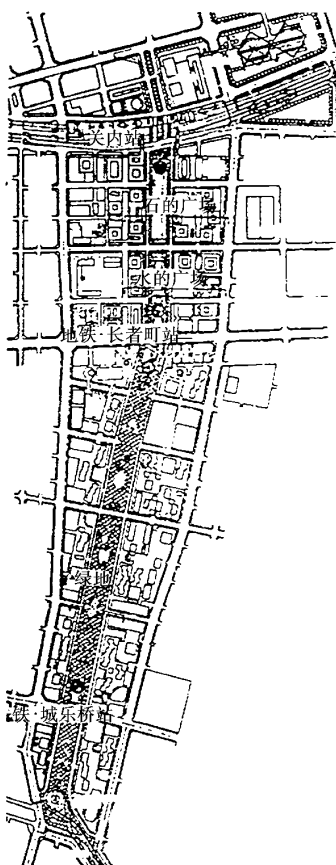 关内站
石的广场
水的广场
地铁·长者町站
绿地
铁·城乐桥站